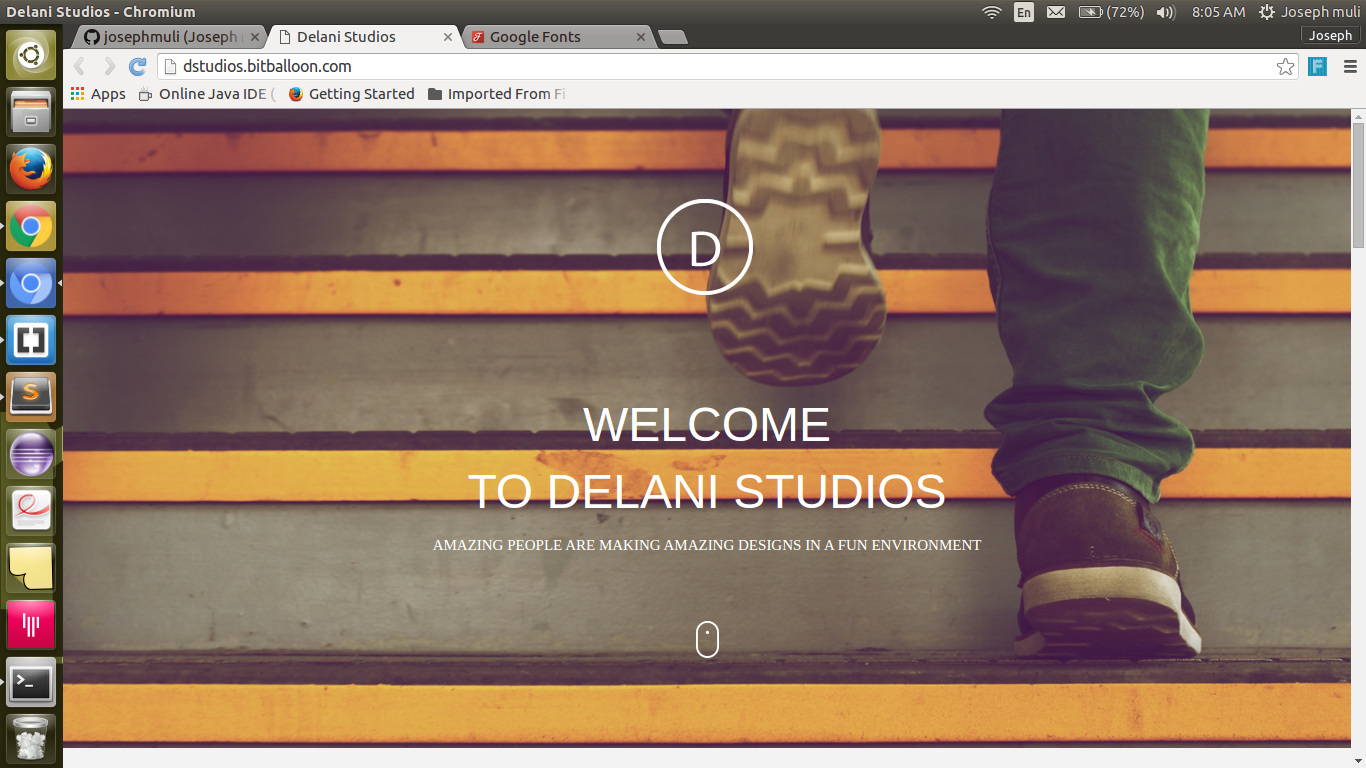 Delani Studios - Chromium
En
(72%)
8:05 AM
Joseph muli
josephmuli (Joseph
Delani Studios
Google Fonts
Joseph
dstudios.bitballoon.com
Apps
Online Java IDE (
Getting Started
Imported From Fi
D
WELCOME
TO DELANI STUDIOS
AMAZING PEOPLE ARE MAKING AMAZING DESIGNS IN A FUN ENVIRONMENT